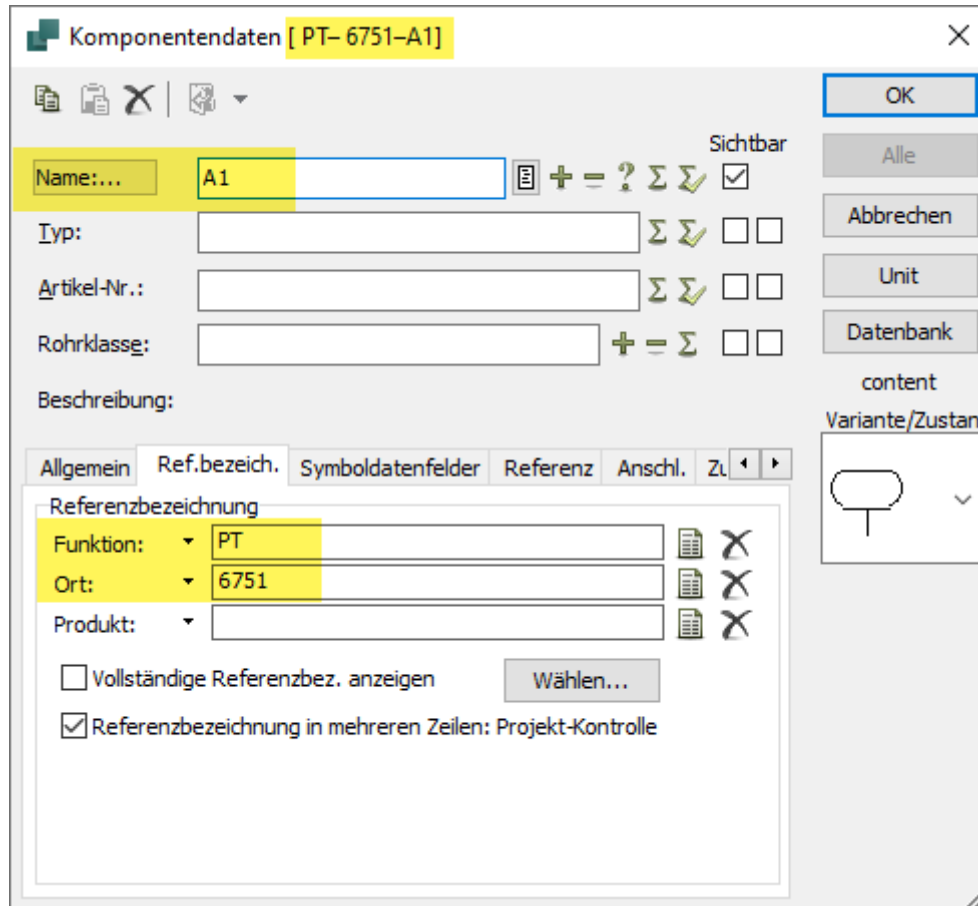 Komponentendaten [ PT– 6751–A1]
OK
Sichtbar
Alle
Name:... A1
Typ:
Abbrechen
Artikel-Nr.:
Unit
Rohrklasse:
Datenbank
Beschreibung:
content
Variante/Zustan
Allgemein Ref.bezeich. Symboldatenfelder Referenz Anschl. Zu
Referenzbezeichnung
Funktion: PT
Ort: 6751
Produkt:
Vollständige Referenzbez. anzeigen Wählen...
Referenzbezeichnung in mehreren Zeilen: Projekt-Kontrolle